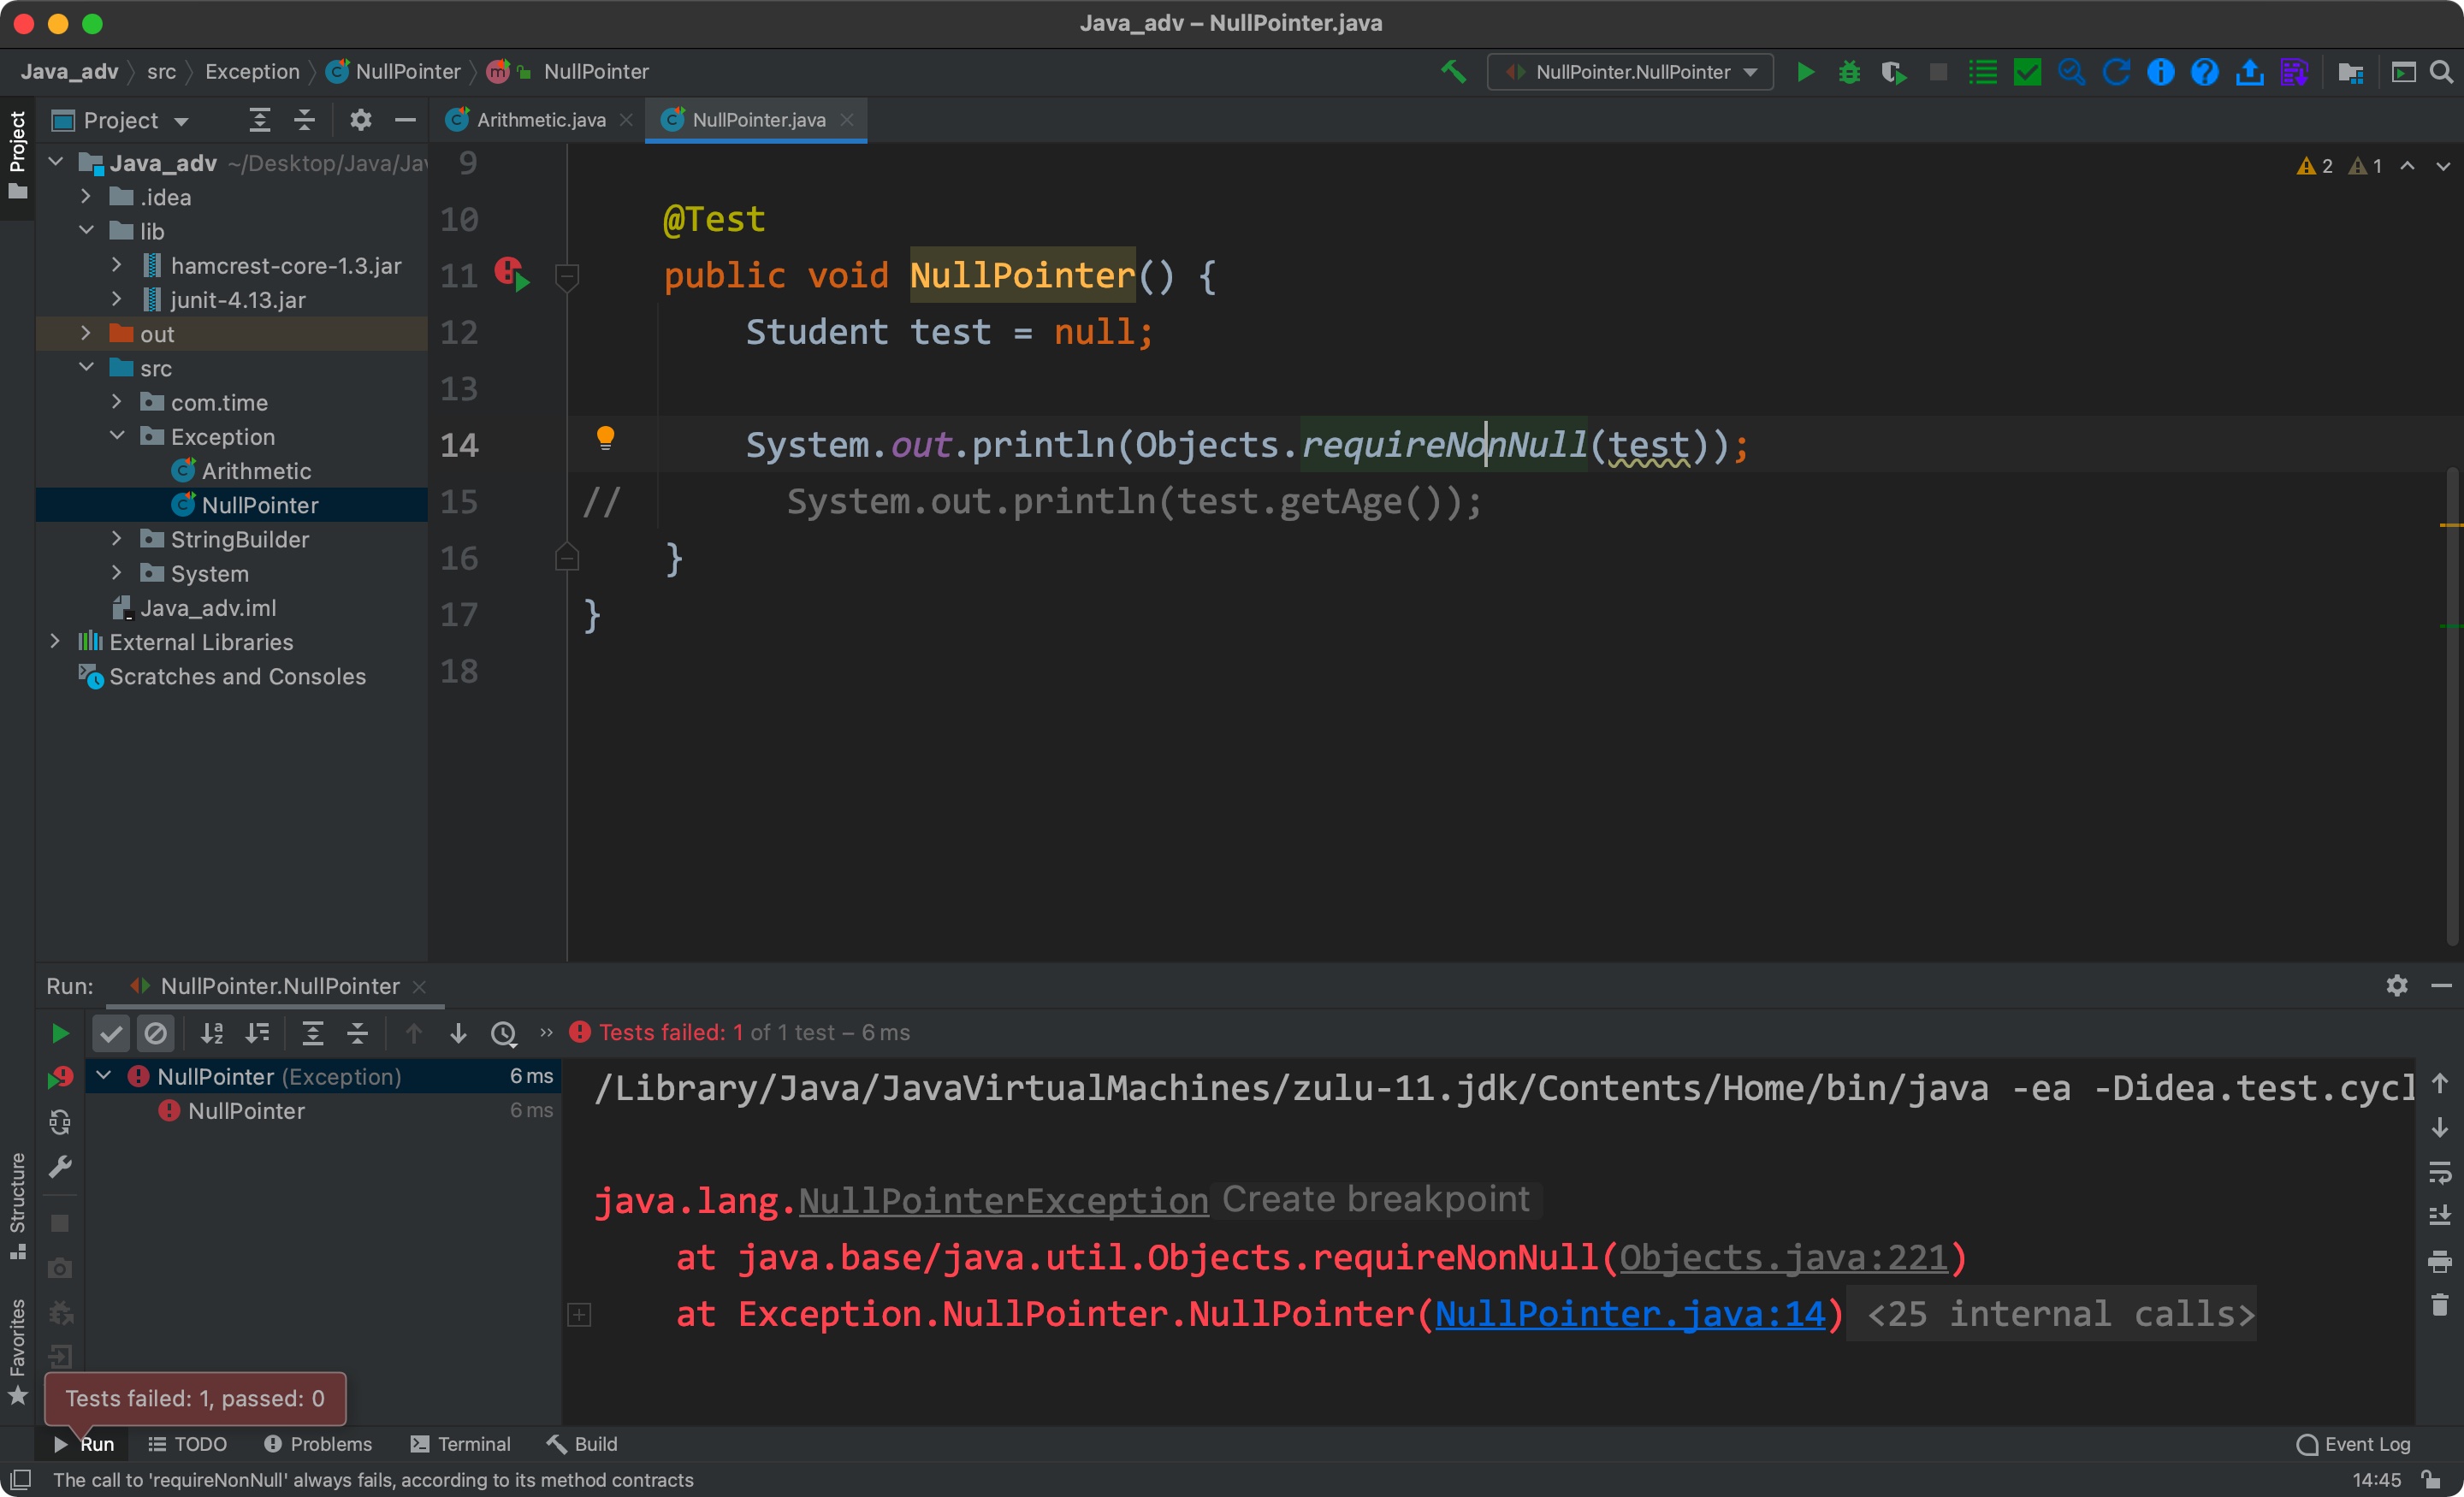 Java_adv – NullPointer.java
Java_adv src Exception NullPointer NullPointer
NullPointer.NullPointer
Project
Project
Arithmetic.java
NullPointer.java
Java_adv ~/Desktop/Java/Jav
.idea
lib
hamcrest-core-1.3.jar
junit-4.13.jar
out
src
com.time
Exception
Arithmetic
NullPointer
StringBuilder
System
Java_adv.iml
External Libraries
Scratches and Consoles
2 1
9
10 @Test
11 public void NullPointer() {
12 Student test = null;
13
14 System.out.println(Objects.requireNonNull(test));
15 // System.out.println(test.getAge());
16 }
17 }
18
Run: NullPointer.NullPointer
Tests failed: 1 of 1 test – 6 ms
NullPointer (Exception) 6 ms
NullPointer 6 ms
/Library/Java/JavaVirtualMachines/zulu-11.jdk/Contents/Home/bin/java -ea -Didea.test.cycl
java.lang.NullPointerException Create breakpoint
at java.base/java.util.Objects.requireNonNull(Objects.java:221)
at Exception.NullPointer.NullPointer(NullPointer.java:14) <25 internal calls>
Structure
Favorites
Tests failed: 1, passed: 0
Run TODO Problems Terminal Build Event Log
The call to 'requireNonNull' always fails, according to its method contracts 14:45